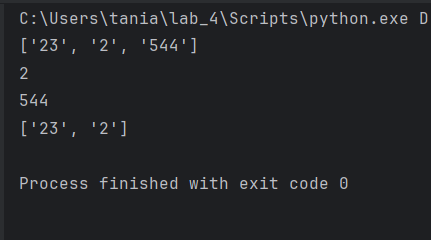 C:\Users\tania\lab_4\Scripts\python.exe D
['23', '2', '544']
2
544
['23', '2']
Process finished with exit code 0